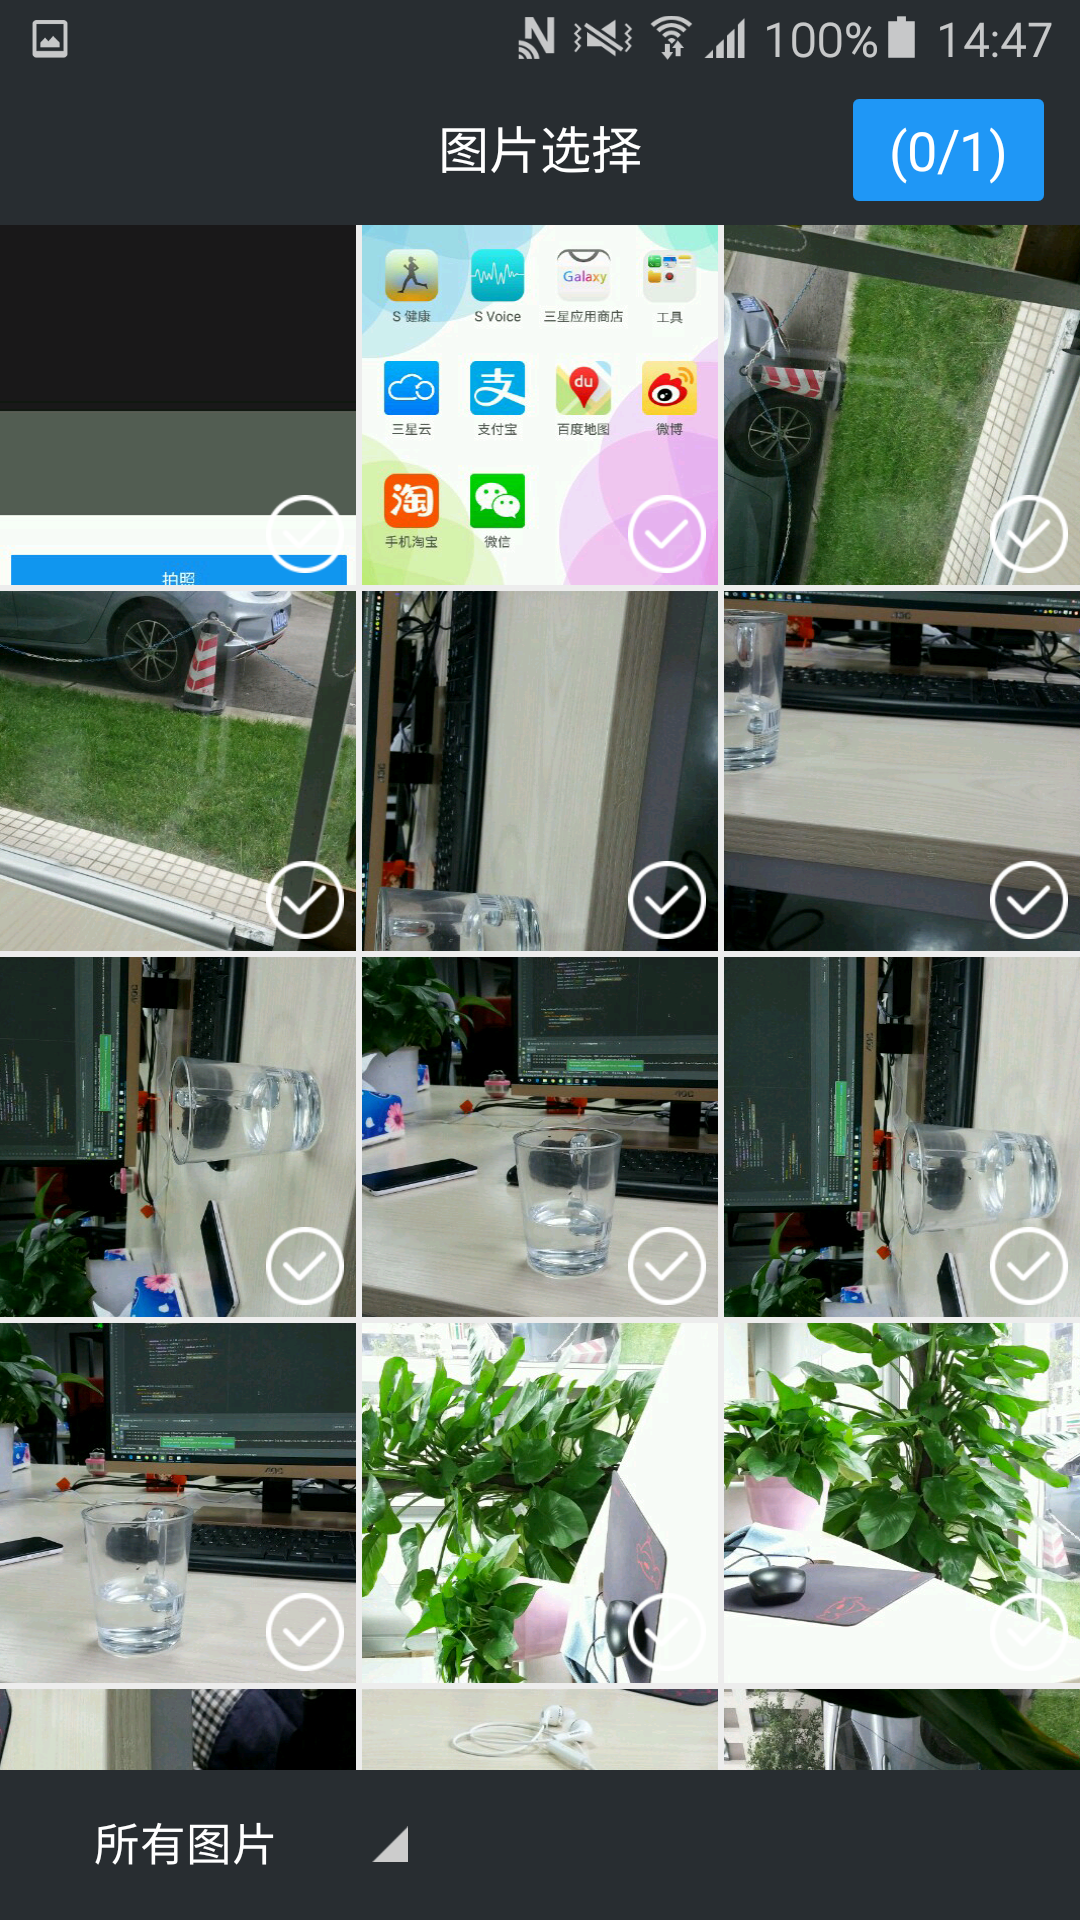 100% 14:47
图片选择
(0/1)
Galaxy
S 健康
S Voice
三星应用商店
工具
du
支
三星云
支付宝
百度地图
微博
淘
手机淘宝
微信
拍照
所有图片